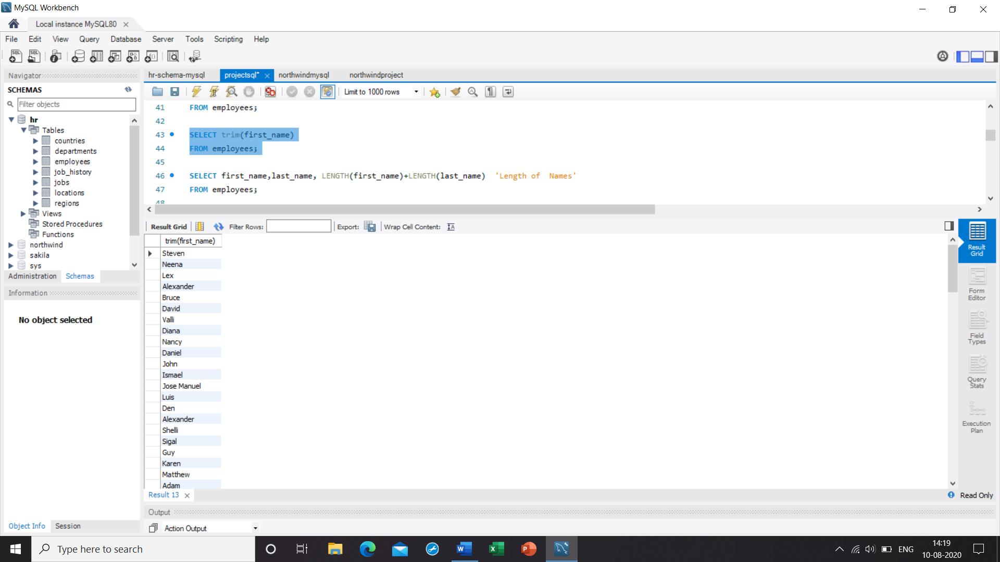 MySQL Workbench
Local instance MySQL80
File Edit View Query Database Server Tools Scripting Help
Navigator
SCHEMAS
Filter objects
hr
Tables
countries
departments
employees
job_history
jobs
locations
regions
Views
Stored Procedures
Functions
northwind
sakila
sys
Administration Schemas
Information
No object selected
Object Info Session
hr-schema-mysql projectsql* northwindmysql northwindproject
Limit to 1000 rows
41 FROM employees;
42
43 SELECT trim(first_name)
44 FROM employees;
45
46 SELECT first_name,last_name, LENGTH(first_name)+LENGTH(last_name) 'Length of Names'
47 FROM employees;
48
Result Grid Filter Rows: Export: Wrap Cell Content:
trim(first_name)
Steven
Neena
Lex
Alexander
Bruce
David
Valli
Diana
Nancy
Daniel
John
Ismael
Jose Manuel
Luis
Den
Alexander
Shelli
Sigal
Guy
Karen
Matthew
Adam
Result
Grid
Form
Editor
Field
Types
Query
Stats
Execution
Plan
Result 13
Read Only
Output
Action Output
Type here to search
ENG
14:19
10-08-2020